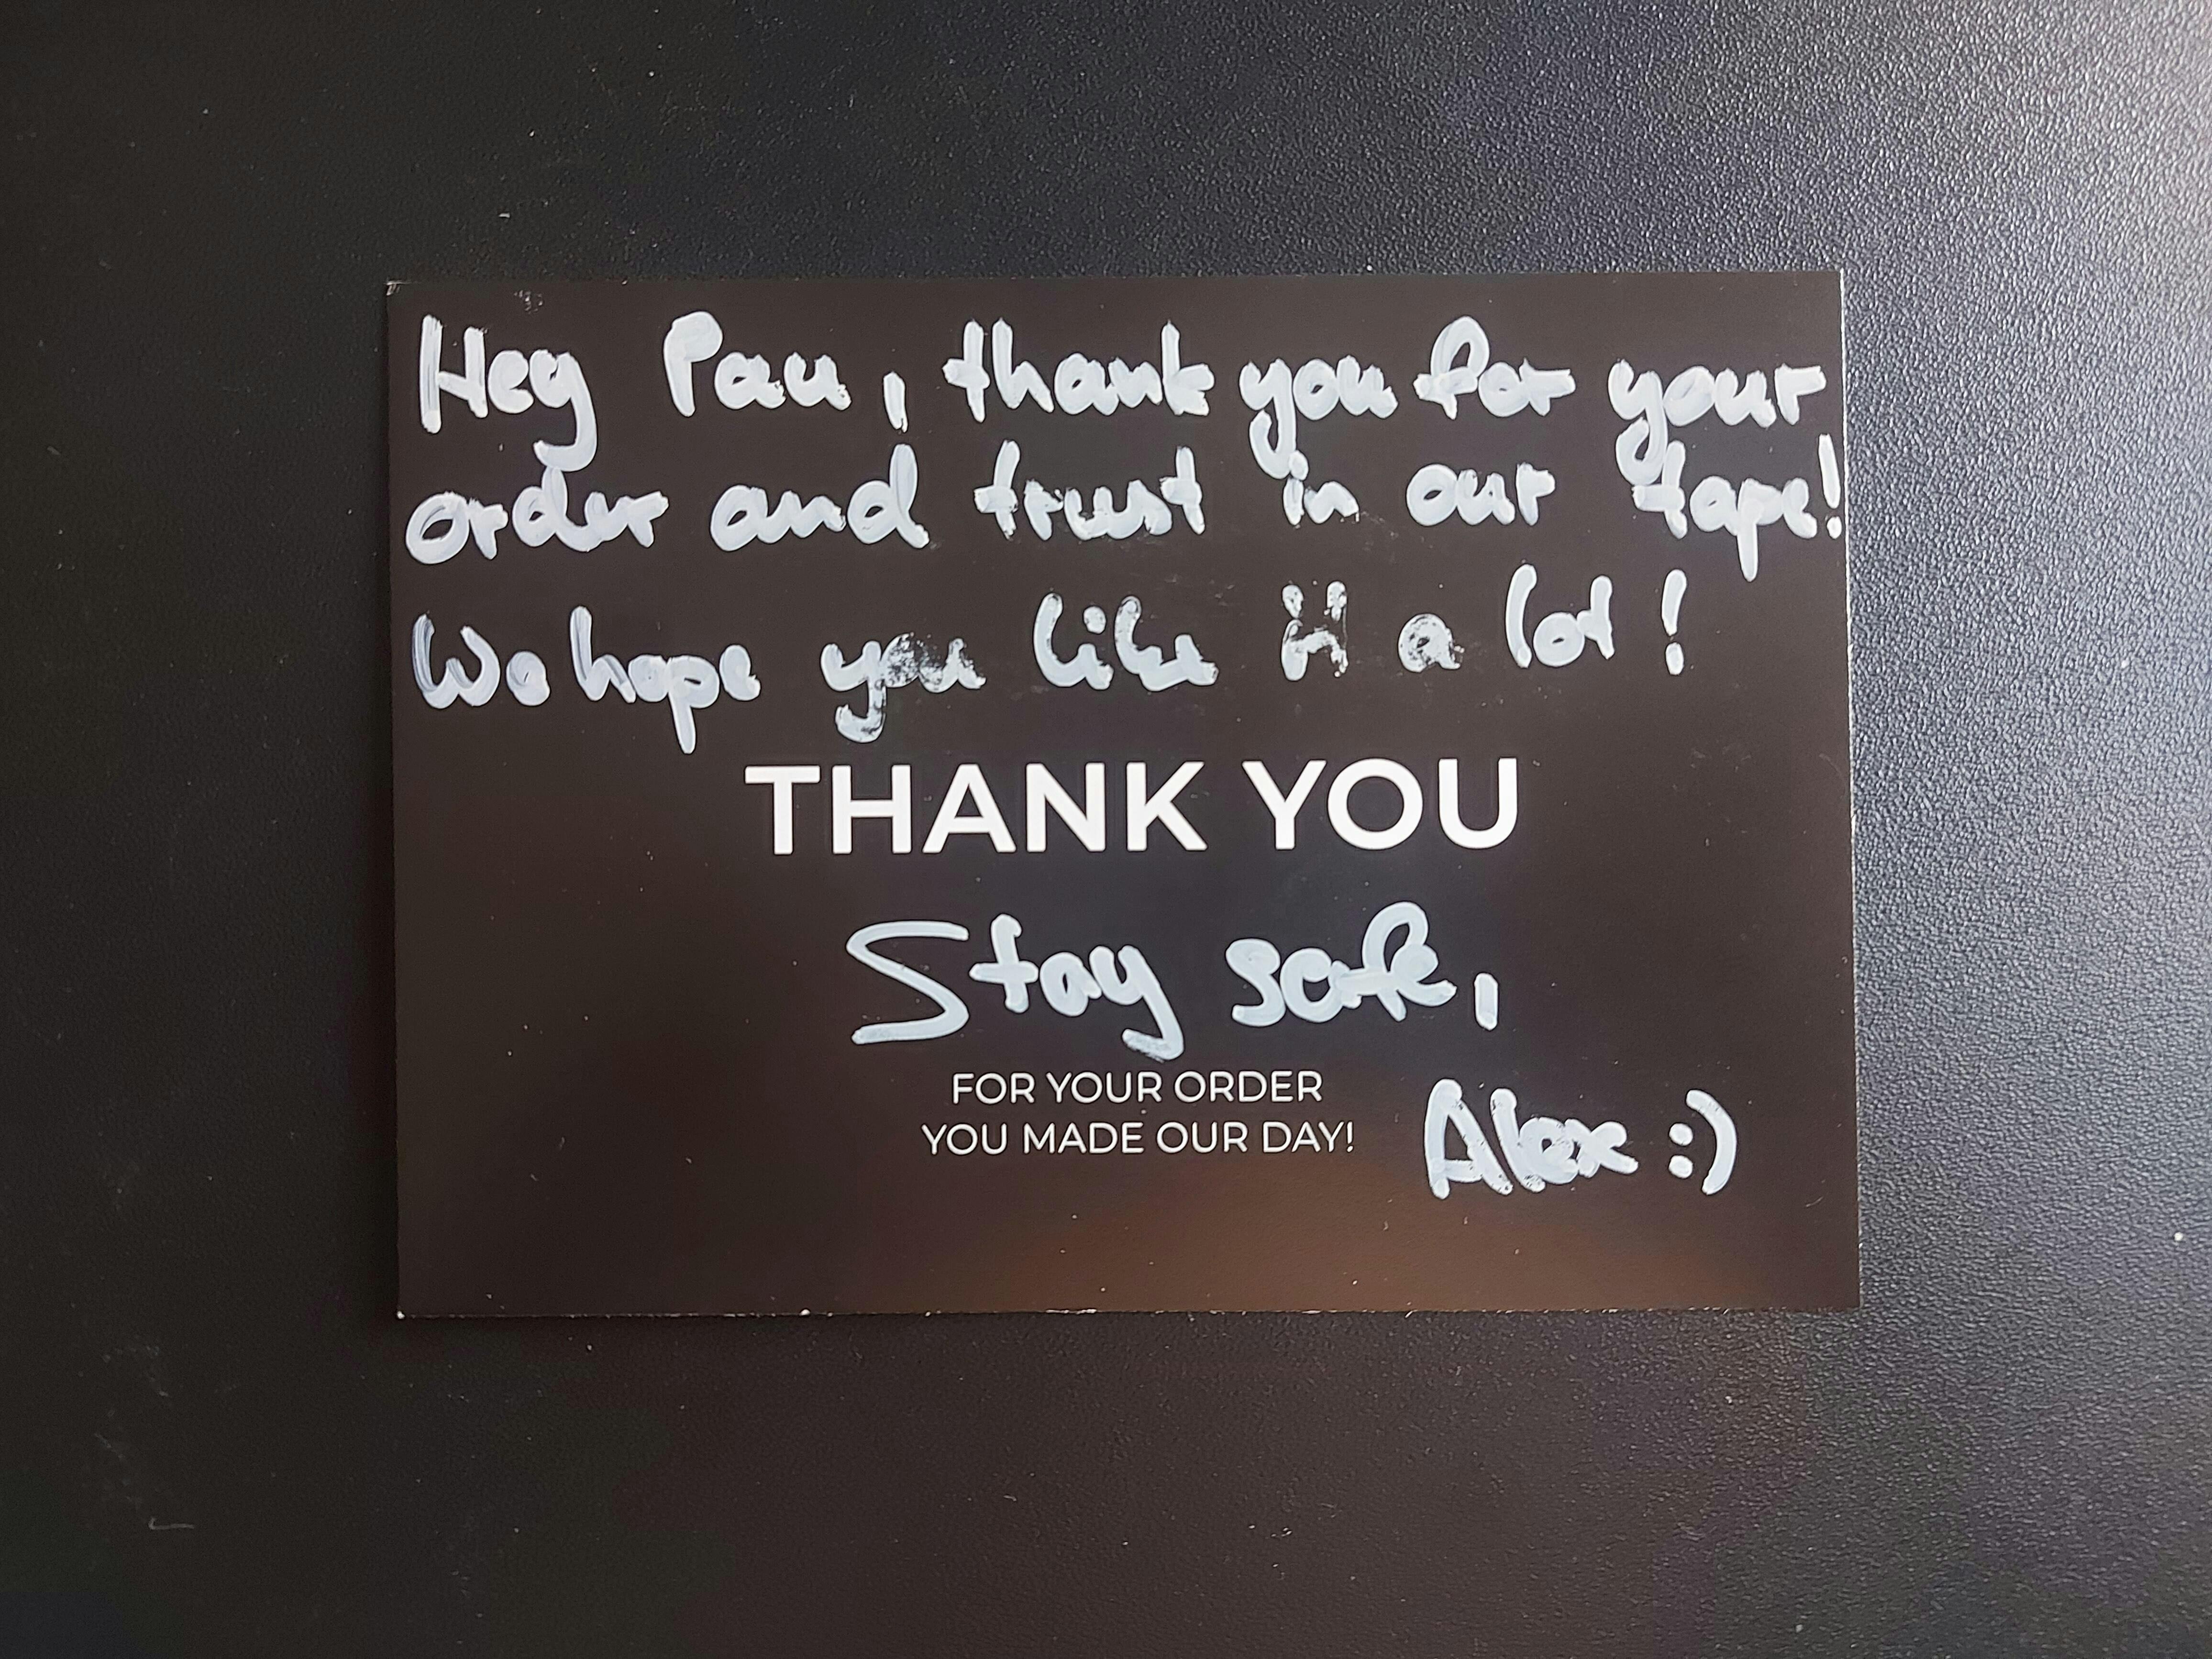 Hey Pau, thank you for your
order and trust in our tape!
We hope you like it a lot!
THANK YOU
Stay safe,
FOR YOUR ORDER
YOU MADE OUR DAY!
Alex :)